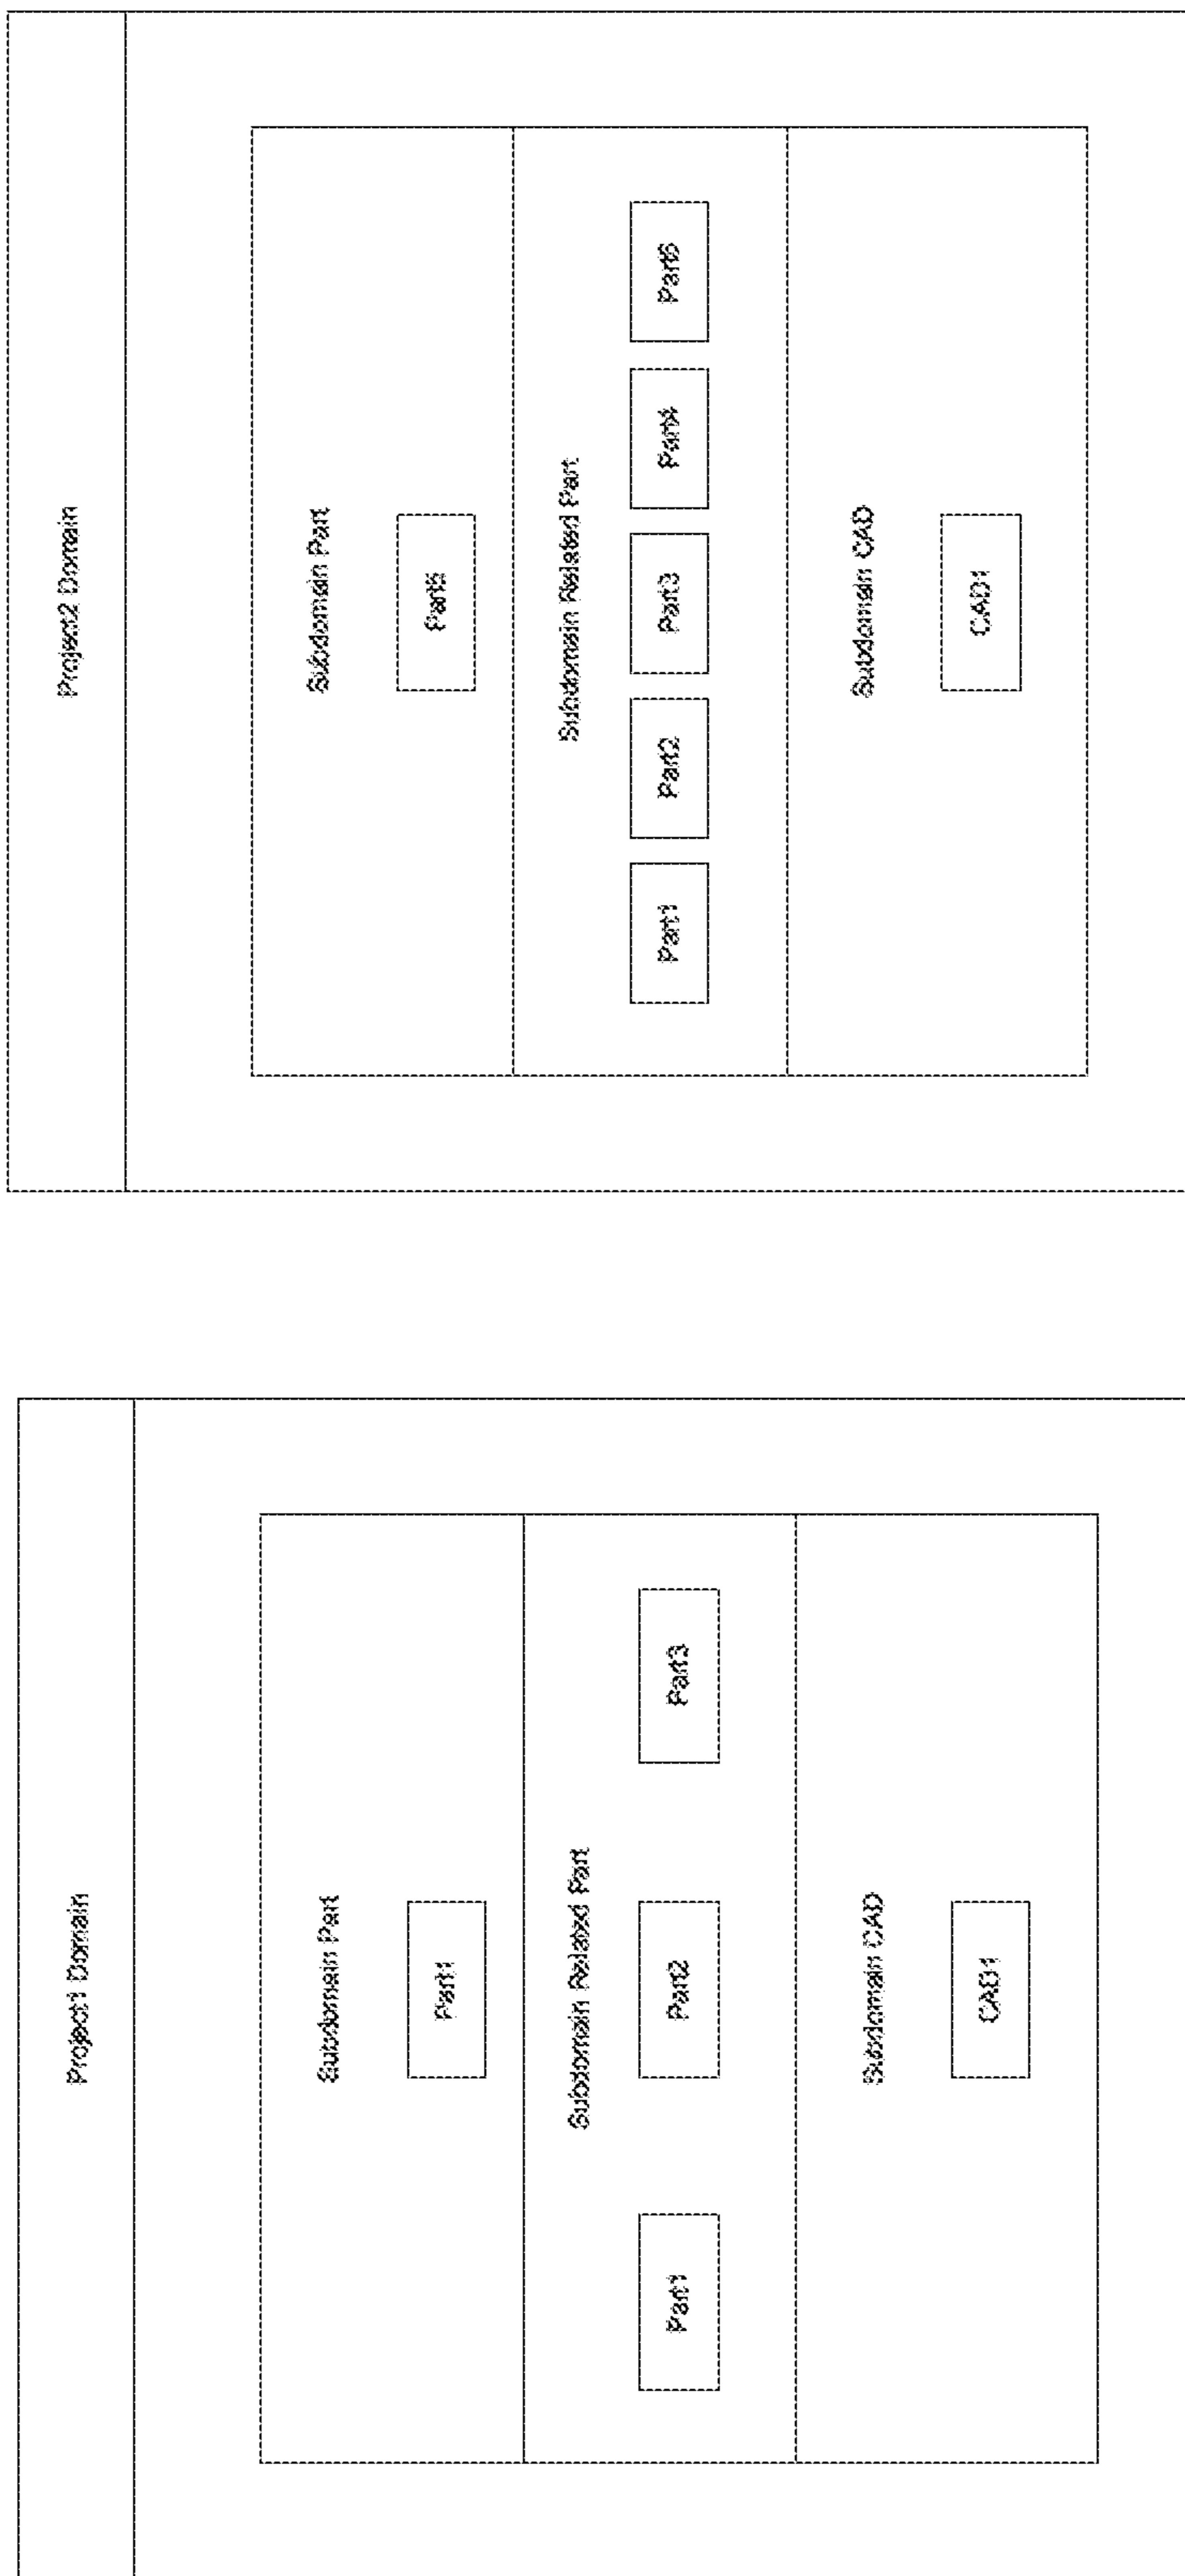 Project1 Domain
Subdomain Part
Part1
Subdomain Related Part
Part1 Part2 Part3
Subdomain CAD
CAD1
Project2 Domain
Subdomain Part
Part5
Subdomain Related Part
Part1 Part2 Part3 Part4 Part5
Subdomain CAD
CAD1